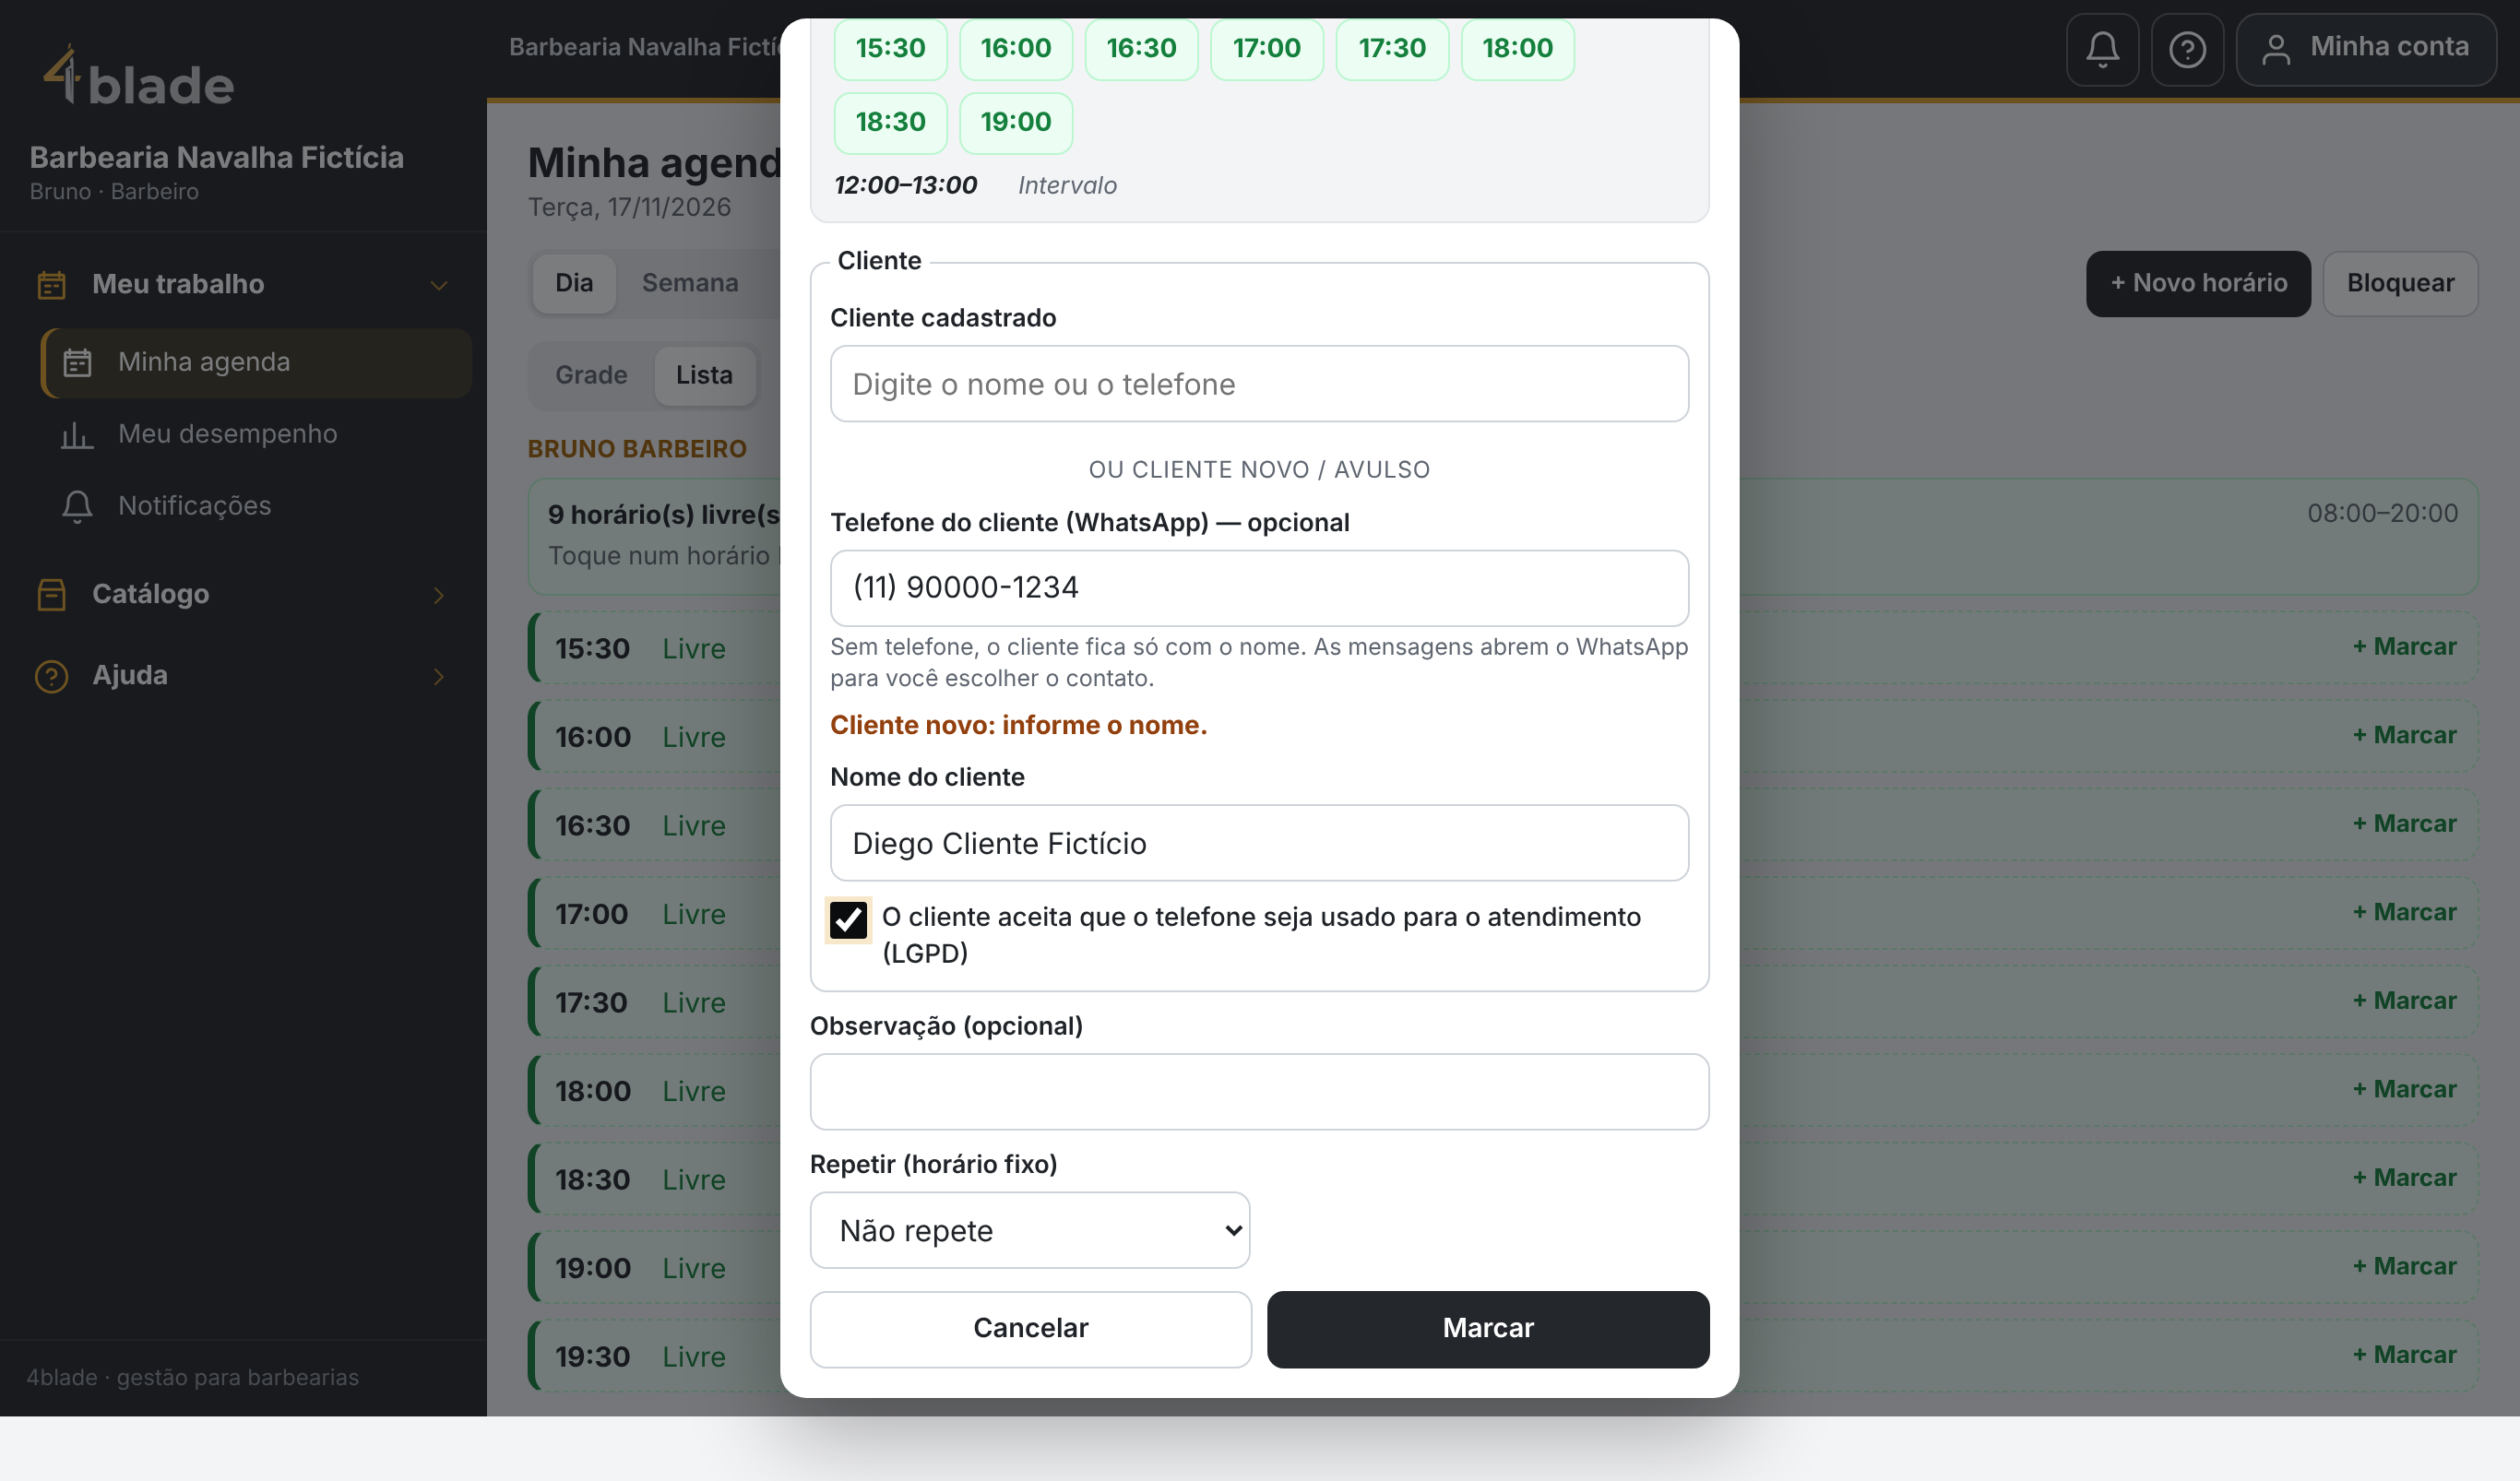 4blade
Barbearia Navalha Fictícia
Bruno · Barbeiro
Meu trabalho
Minha agenda
Meu desempenho
Notificações
Catálogo
Ajuda
4blade · gestão para barbearias
Barbearia Navalha Fictí
Minha conta
Minha agend
Terça, 17/11/2026
Dia
Semana
+ Novo horário
Bloquear
Grade
Lista
BRUNO BARBEIRO
9 horário(s) livre(s
08:00–20:00
Toque num horário
15:30 Livre + Marcar
16:00 Livre + Marcar
16:30 Livre + Marcar
17:00 Livre + Marcar
17:30 Livre + Marcar
18:00 Livre + Marcar
18:30 Livre + Marcar
19:00 Livre + Marcar
19:30 Livre + Marcar
15:30 16:00 16:30 17:00 17:30 18:00
18:30 19:00
12:00–13:00 Intervalo
Cliente
Cliente cadastrado
Digite o nome ou o telefone
OU CLIENTE NOVO / AVULSO
Telefone do cliente (WhatsApp) — opcional
(11) 90000-1234
Sem telefone, o cliente fica só com o nome. As mensagens abrem o WhatsApp
para você escolher o contato.
Cliente novo: informe o nome.
Nome do cliente
Diego Cliente Fictício
O cliente aceita que o telefone seja usado para o atendimento
(LGPD)
Observação (opcional)
Repetir (horário fixo)
Não repete
Cancelar
Marcar